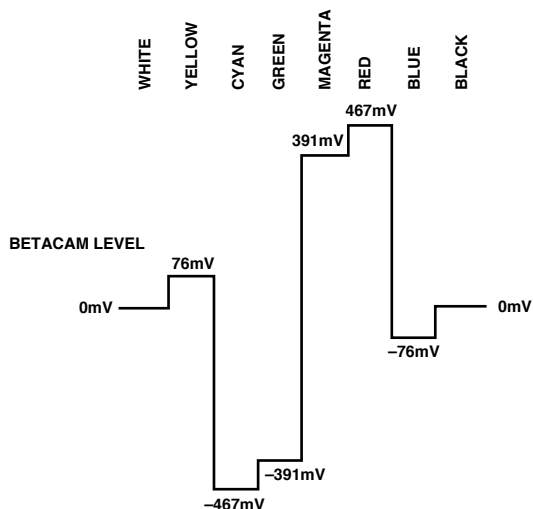 WHITE
YELLOW
CYAN
GREEN
MAGENTA
RED
BLUE
BLACK
467mV
391mV
BETACAM LEVEL
76mV
0mV
0mV
–76mV
–391mV
–467mV